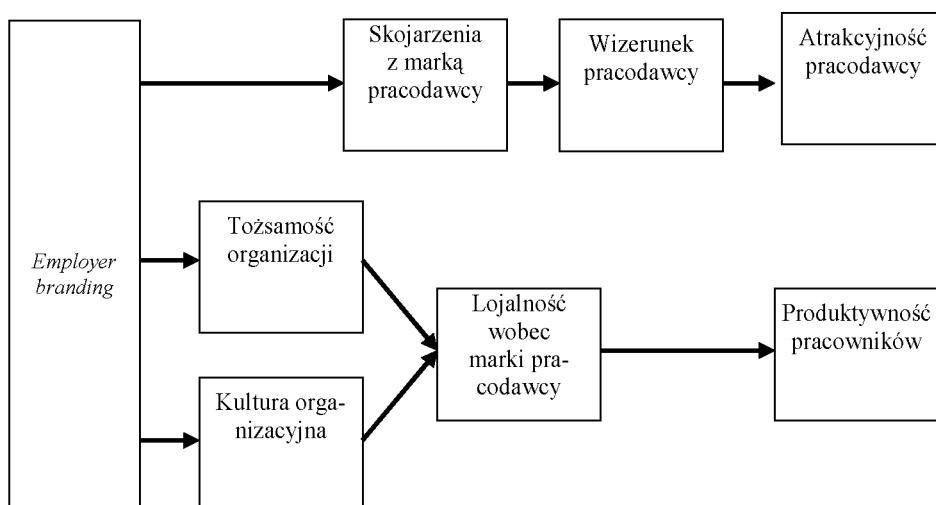 Skojarzenia
z marką
pracodawcy
Wizerunek
pracodawcy
Atrakcyjność
pracodawcy
Employer
branding
Tożsamość
organizacji
Lojalność
wobec
marki pra-
codawcy
Produktywność
pracowników
Kultura orga-
nizacyjna